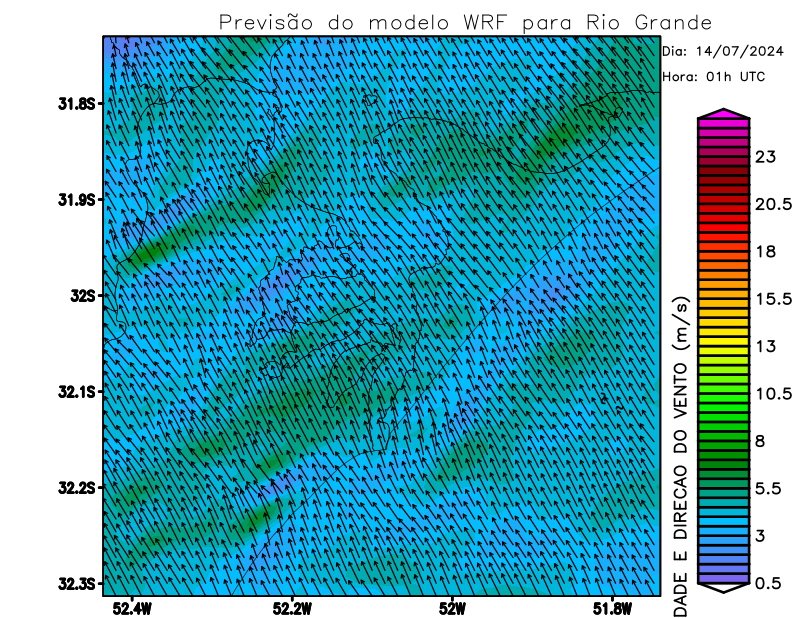 Previsão do modelo WRF para Rio Grande
Dia: 14/07/2024
Hora: 01h UTC
31.8S
31.9S
32S
32.1S
32.2S
32.3S
52.4W
52.2W
52W
51.8W
23
20.5
18
15.5
13
10.5
8
5.5
3
0.5
DADE E DIRECAO DO VENTO (m/s)